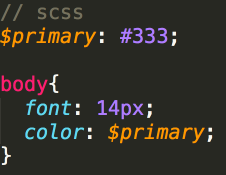 // scss
$primary: #333;

body{
  font: 14px;
  color: $primary;
}